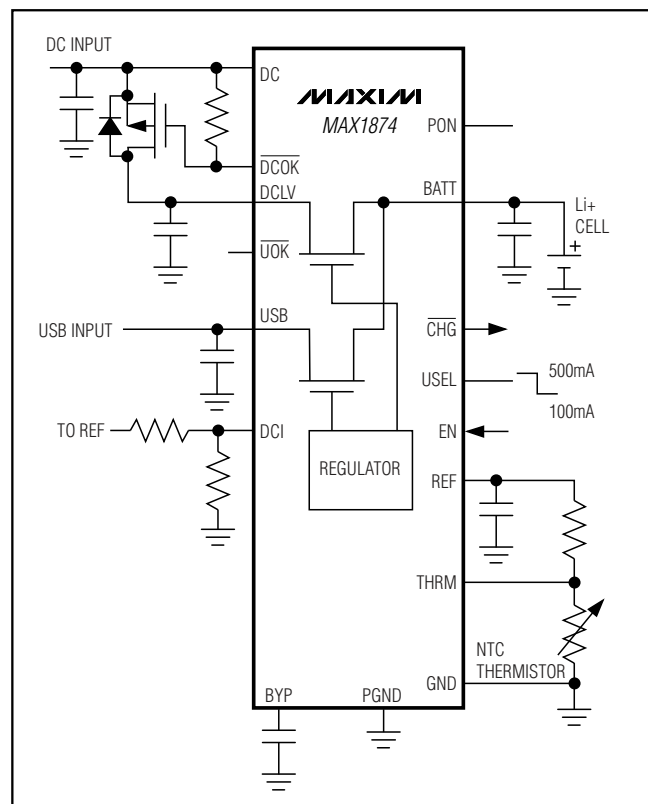 DC INPUT
DC
MAXIM
MAX1874
PON
DCOK
DCLV
BATT
Li+
CELL
+
UOK
USB
USB INPUT
CHG
500mA
USEL
100mA
TO REF
DCI
EN
REGULATOR
REF
THRM
NTC
THERMISTOR
GND
BYP
PGND